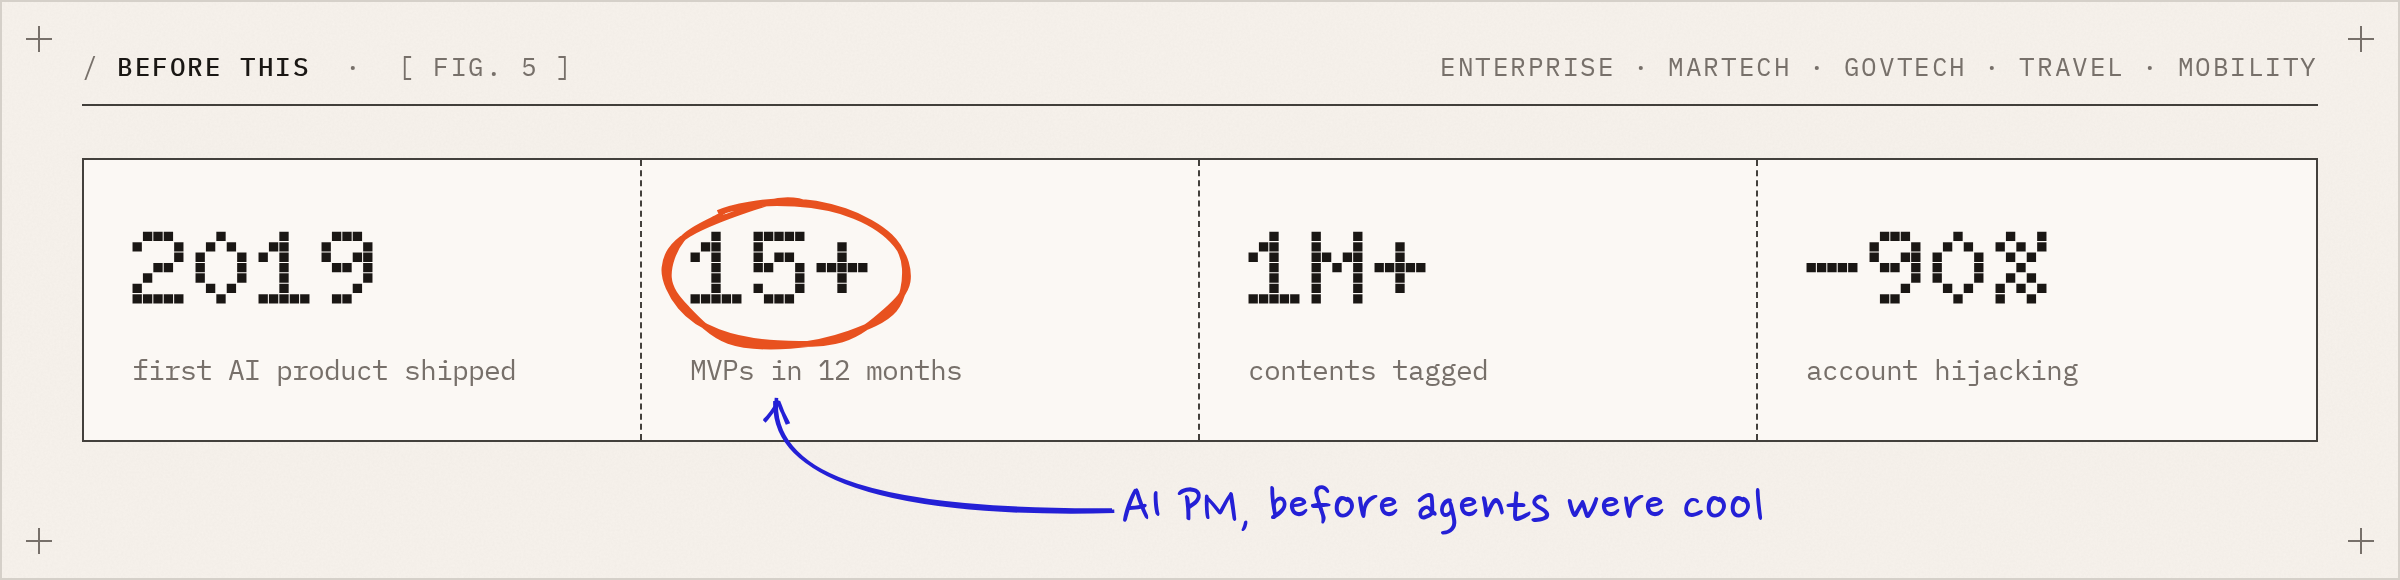 / BEFORE THIS · [ FIG. 5 ]
ENTERPRISE · MARTECH · GOVTECH · TRAVEL · MOBILITY
2019
first AI product shipped
15+
MVPs in 12 months
1M+
contents tagged
−90%
account hijacking
AI PM, before agents were cool